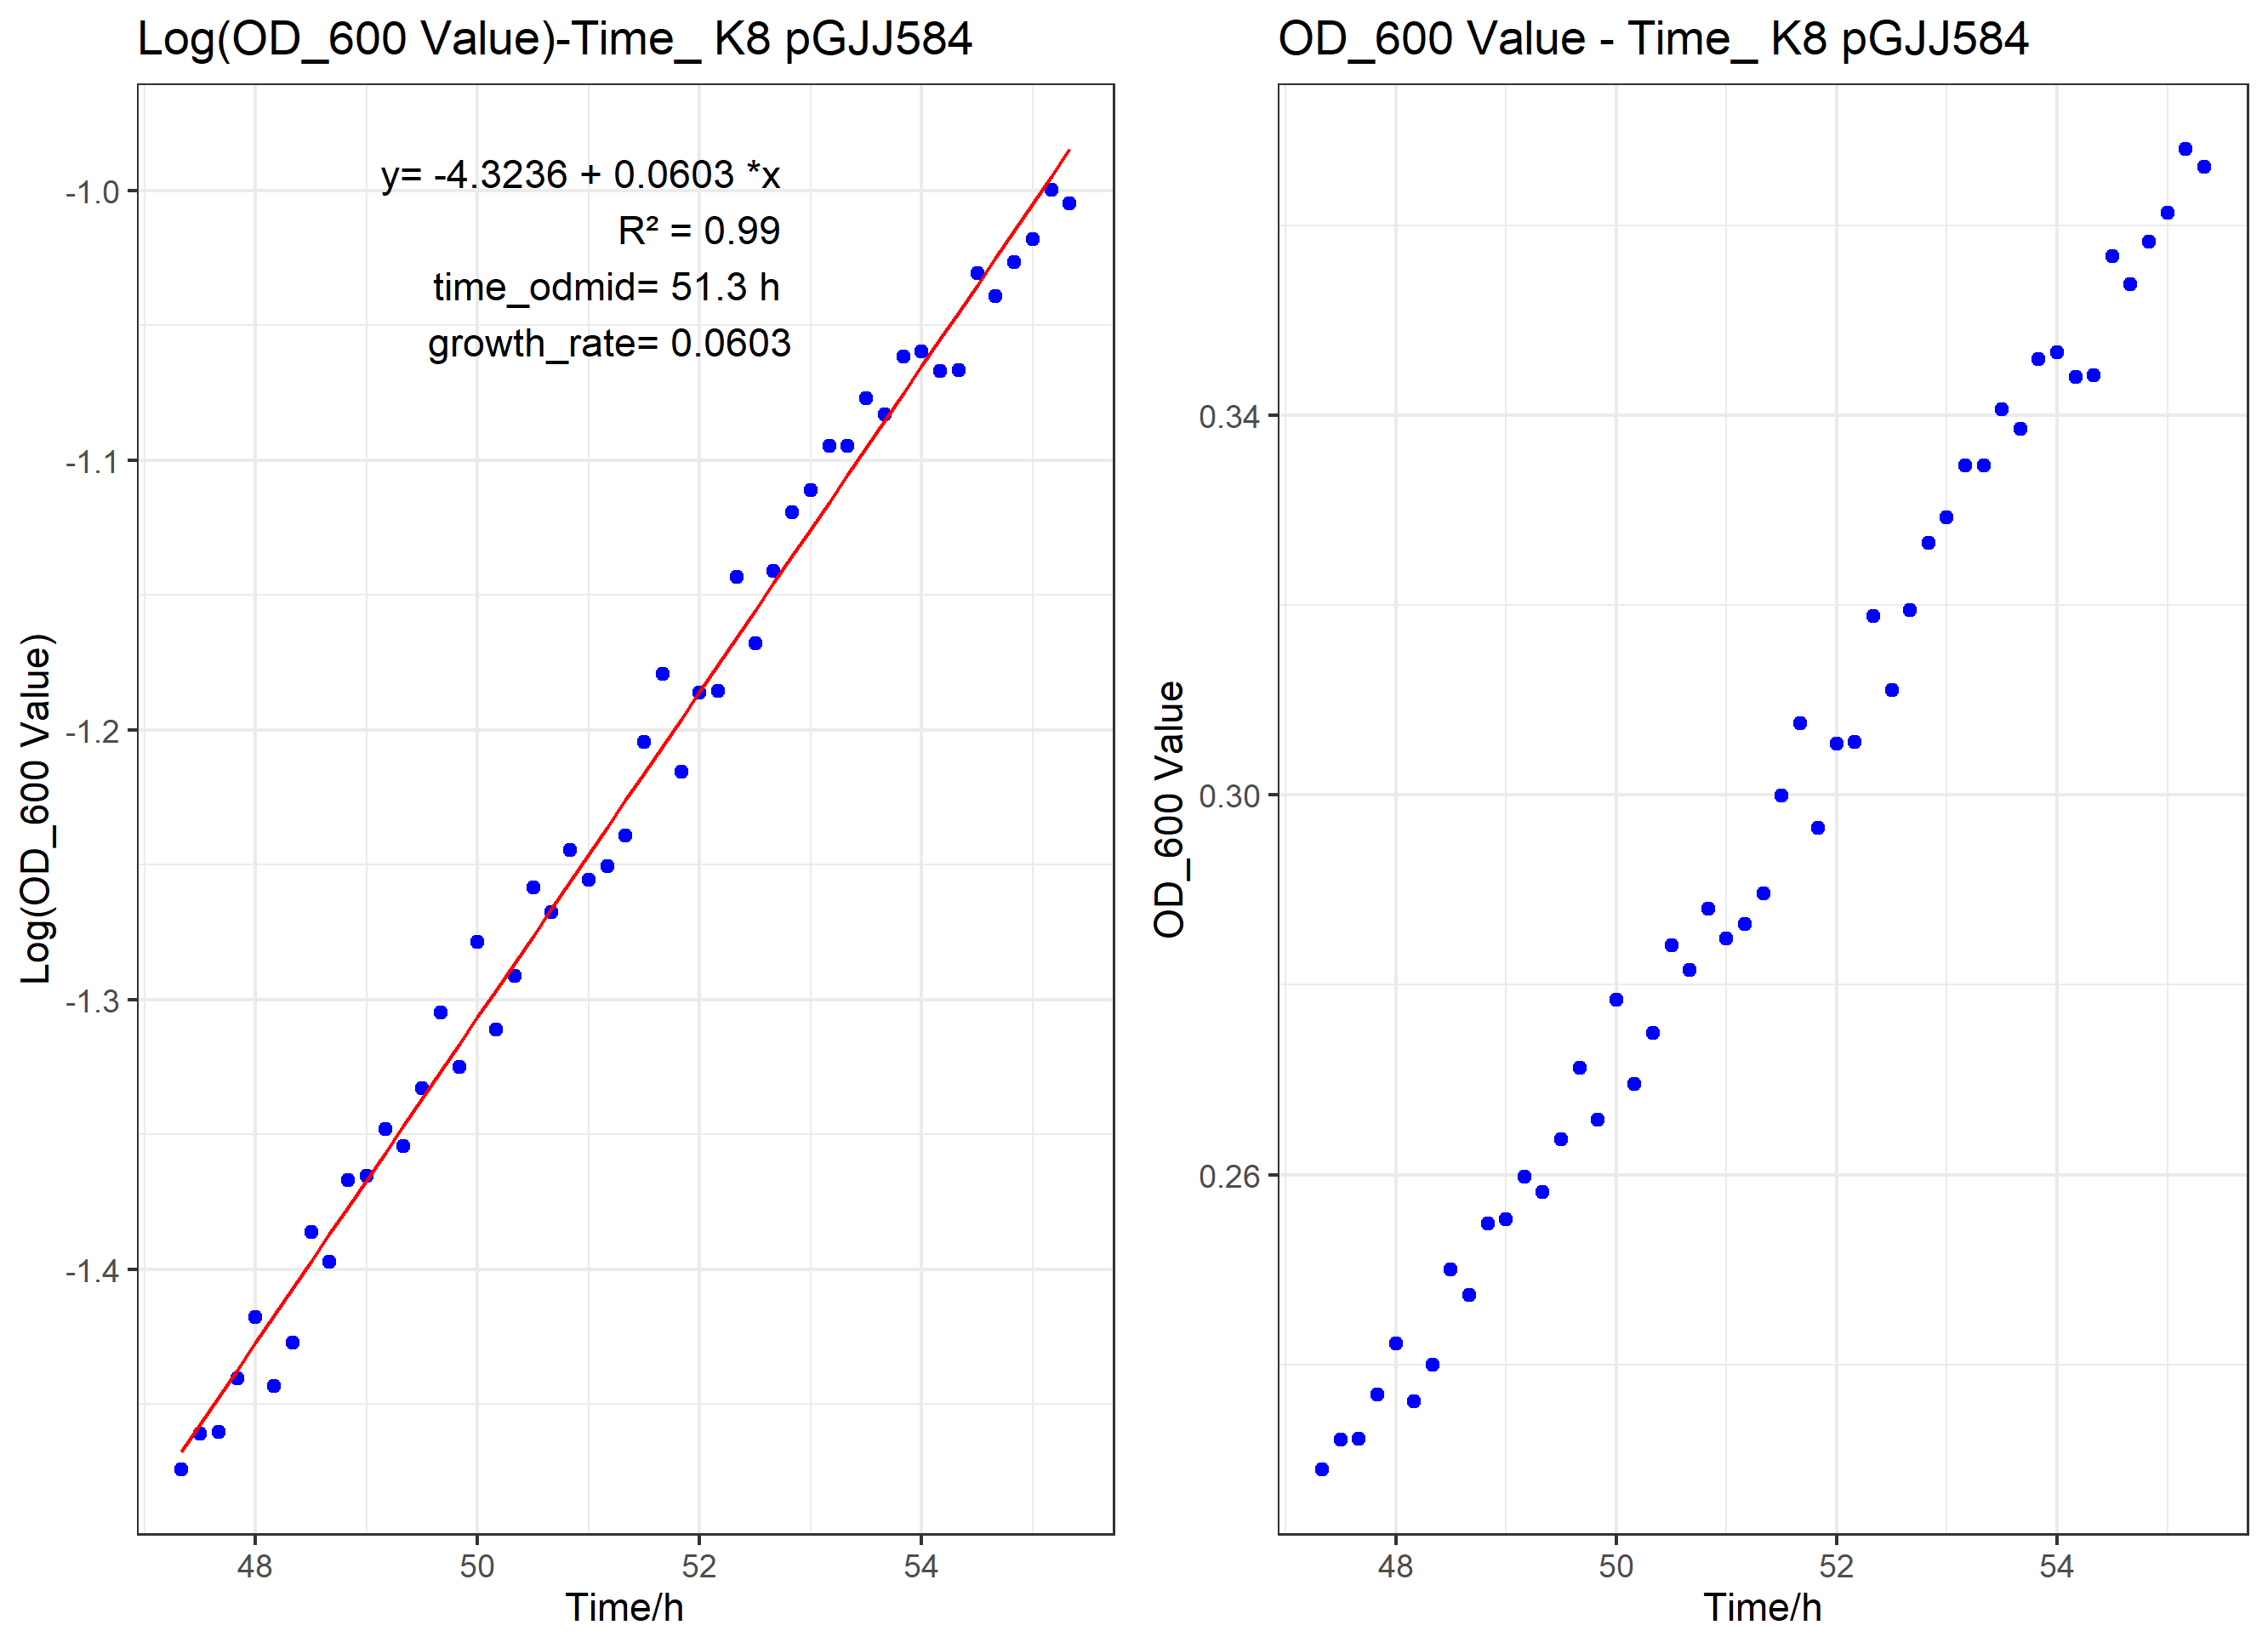 Log(OD_600 Value)-Time_ K8 pGJJ584
y= -4.3236 + 0.0603 *x
R² = 0.99
time_odmid= 51.3 h
growth_rate= 0.0603
Log(OD_600 Value)
-1.0
-1.1
-1.2
-1.3
-1.4
48 50 52 54
Time/h
OD_600 Value - Time_ K8 pGJJ584
OD_600 Value
0.34
0.30
0.26
48 50 52 54
Time/h